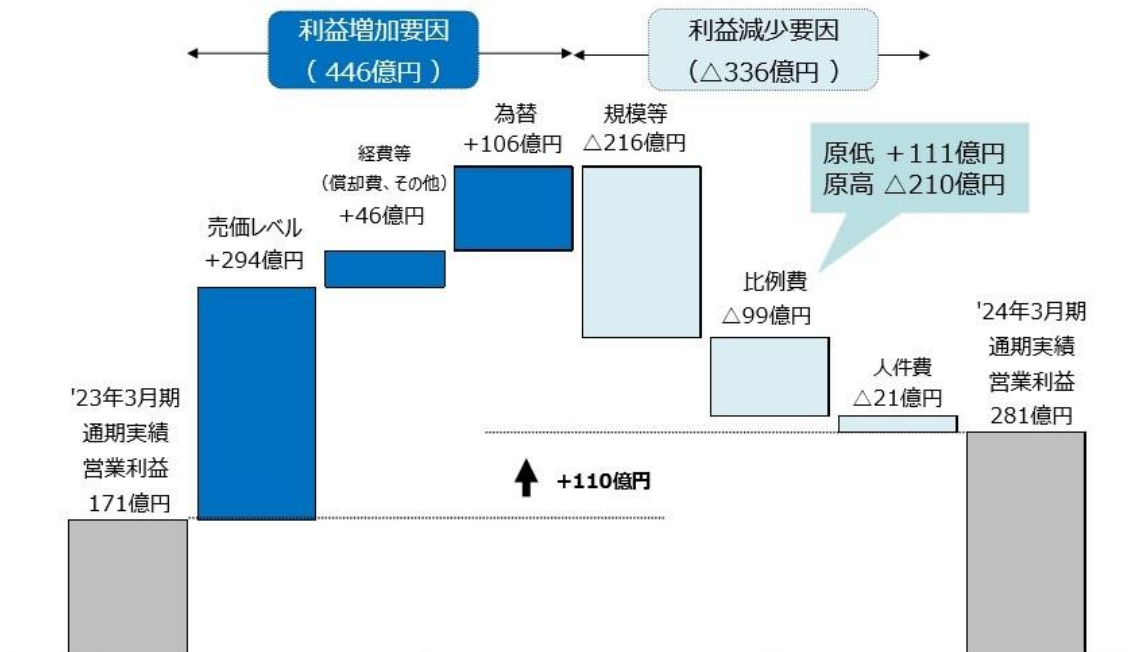 利益増加要因
（ 446億円 ）
利益減少要因
（△336億円 ）
為替
+106億円
規模等
△216億円
経費等
（償却費、その他）
+46億円
売価レベル
+294億円
原低 +111億円
原高 △210億円
比例費
△99億円
人件費
△21億円
'23年3月期
通期実績
営業利益
171億円
'24年3月期
通期実績
営業利益
281億円
+110億円